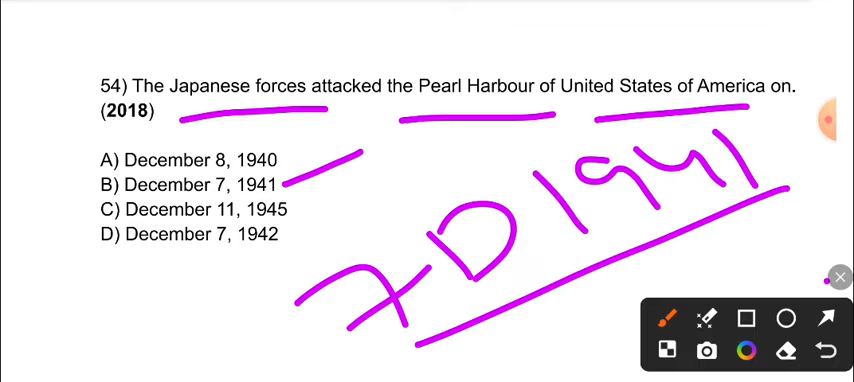 54) The Japanese forces attacked the Pearl Harbour of United States of America on.
(2018)
A) December 8, 1940
B) December 7, 1941
C) December 11, 1945
D) December 7, 1942
7 D 1941